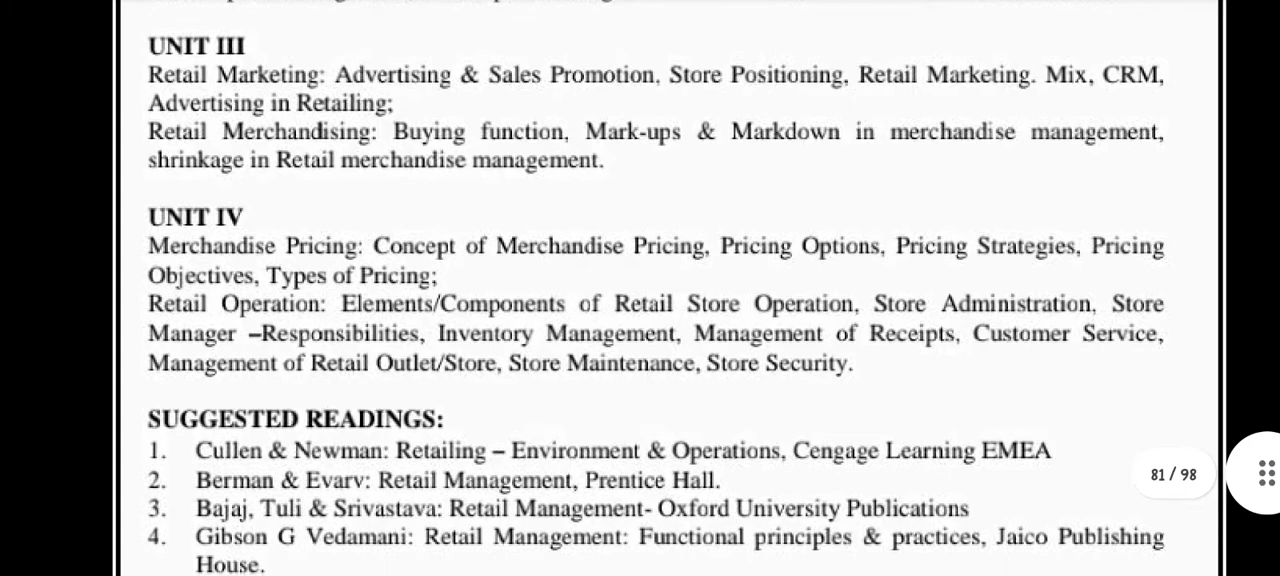 UNIT III
Retail Marketing: Advertising & Sales Promotion, Store Positioning, Retail Marketing. Mix, CRM,
Advertising in Retailing;
Retail Merchandising: Buying function, Mark-ups & Markdown in merchandise management,
shrinkage in Retail merchandise management.
UNIT IV
Merchandise Pricing: Concept of Merchandise Pricing, Pricing Options, Pricing Strategies, Pricing
Objectives, Types of Pricing;
Retail Operation: Elements/Components of Retail Store Operation, Store Administration, Store
Manager –Responsibilities, Inventory Management, Management of Receipts, Customer Service,
Management of Retail Outlet/Store, Store Maintenance, Store Security.
SUGGESTED READINGS:
1. Cullen & Newman: Retailing – Environment & Operations, Cengage Learning EMEA
2. Berman & Evarv: Retail Management, Prentice Hall.
3. Bajaj, Tuli & Srivastava: Retail Management- Oxford University Publications
4. Gibson G Vedamani: Retail Management: Functional principles & practices, Jaico Publishing
House.
81 / 98